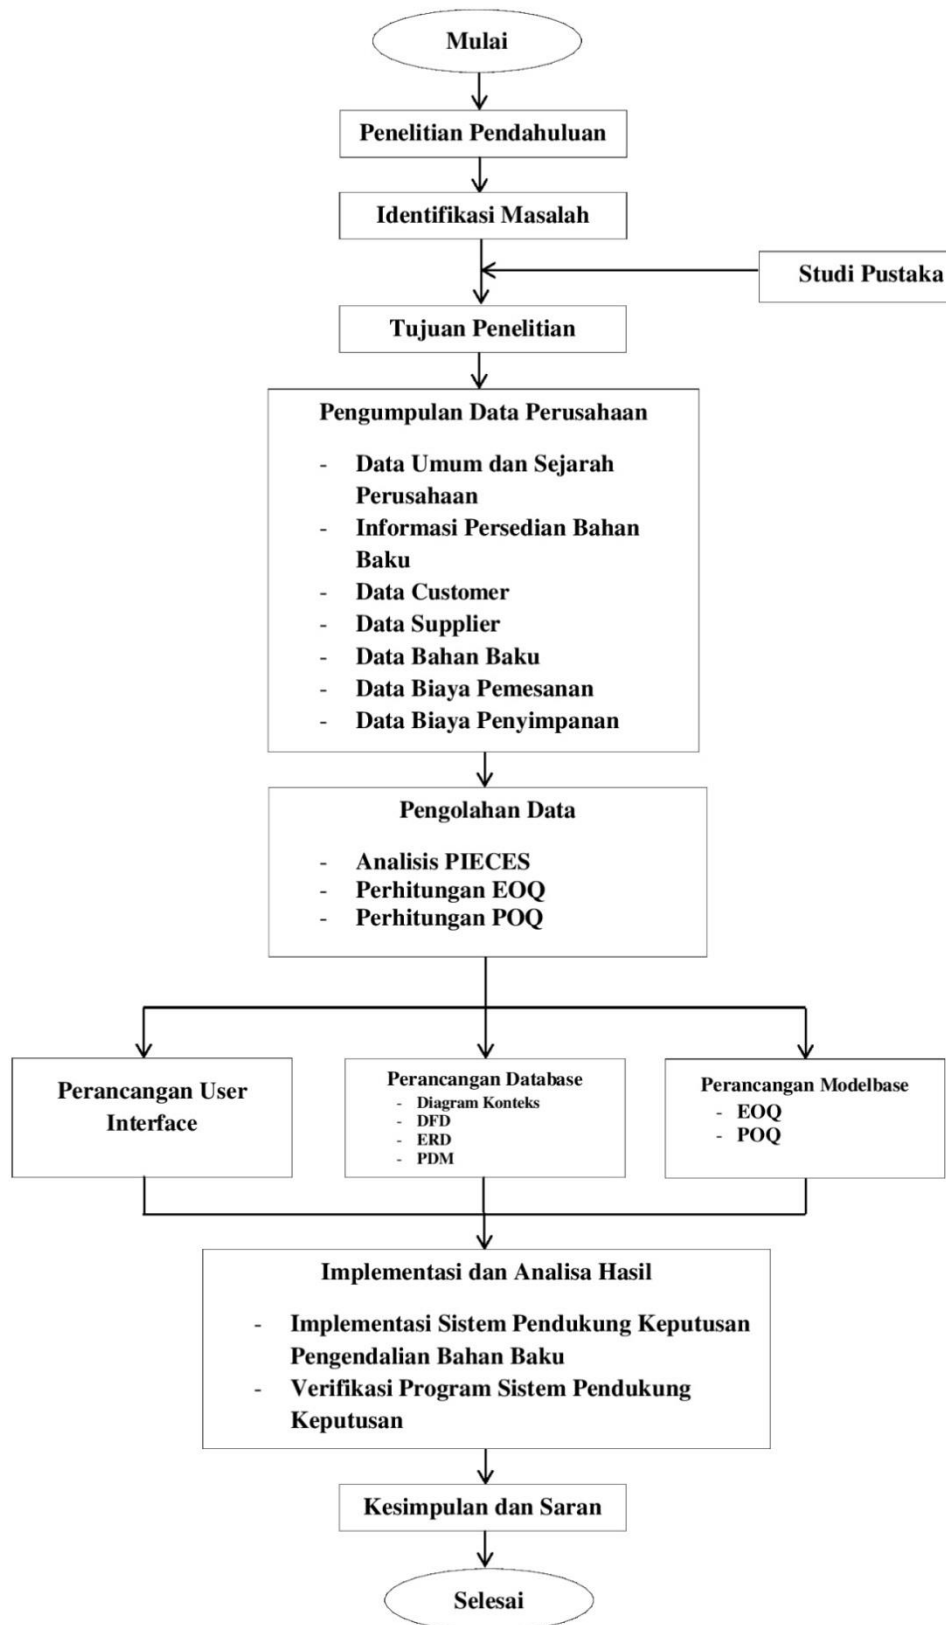 Mulai
Penelitian Pendahuluan
Identifikasi Masalah
Studi Pustaka
Tujuan Penelitian
Pengumpulan Data Perusahaan
- Data Umum dan Sejarah
Perusahaan
- Informasi Persedian Bahan
Baku
- Data Customer
- Data Supplier
- Data Bahan Baku
- Data Biaya Pemesanan
- Data Biaya Penyimpanan
Pengolahan Data
- Analisis PIECES
- Perhitungan EOQ
- Perhitungan POQ
Perancangan User
Interface
Perancangan Database
- Diagram Konteks
- DFD
- ERD
- PDM
Perancangan Modelbase
- EOQ
- POQ
Implementasi dan Analisa Hasil
- Implementasi Sistem Pendukung Keputusan
Pengendalian Bahan Baku
- Verifikasi Program Sistem Pendukung
Keputusan
Kesimpulan dan Saran
Selesai